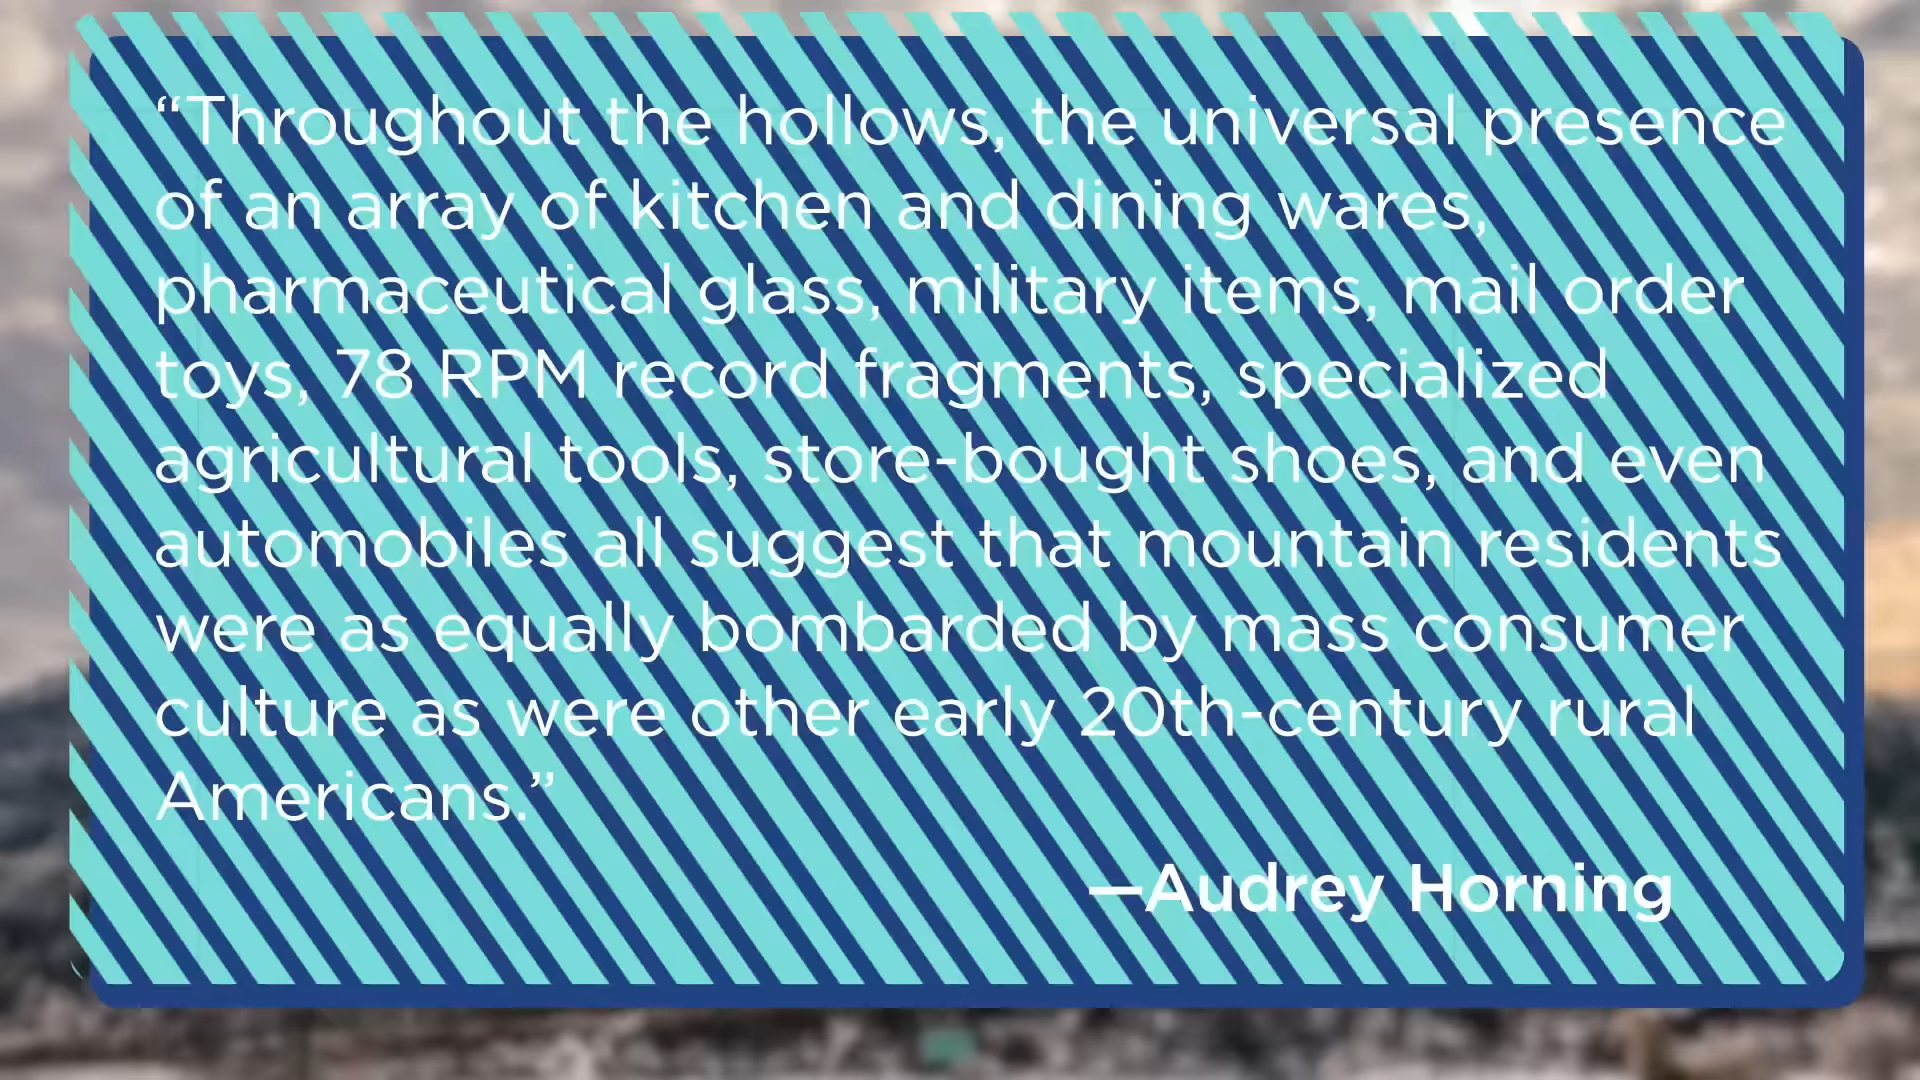 “Throughout the hollows, the universal presence
of an array of kitchen and dining wares,
pharmaceutical glass, military items, mail order
toys, 78 RPM record fragments, specialized
agricultural tools, store-bought shoes, and even
automobiles all suggest that mountain residents
were as equally bombarded by mass consumer
culture as were other early 20th-century rural
Americans.”
—Audrey Horning